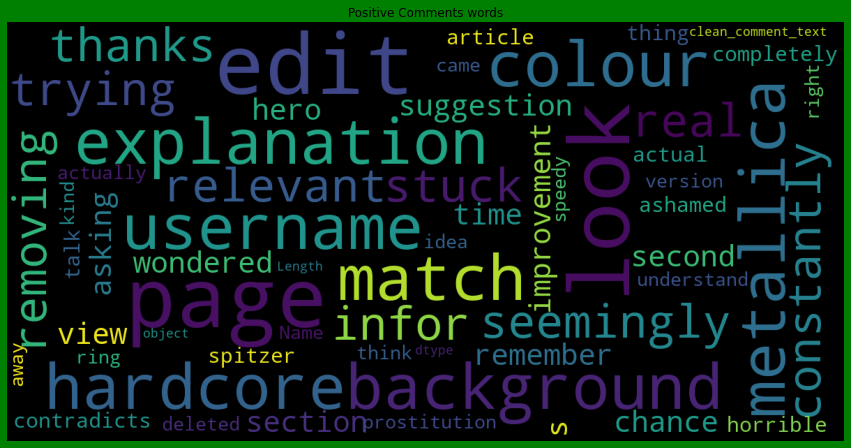 Positive Comments words
thanks edit article thing clean_comment_text
trying came colour completely
hero suggestion right
explanation look real metallica
removing actually relevant stuck improvement speedy actual constantly
kind talk asking username time version ashamed
wondered idea second
Length understand
page match
view object Name infor seemingly
away ring spitzer think dtype remember
hardcore background
contradicts deleted section prostitution s chance horrible